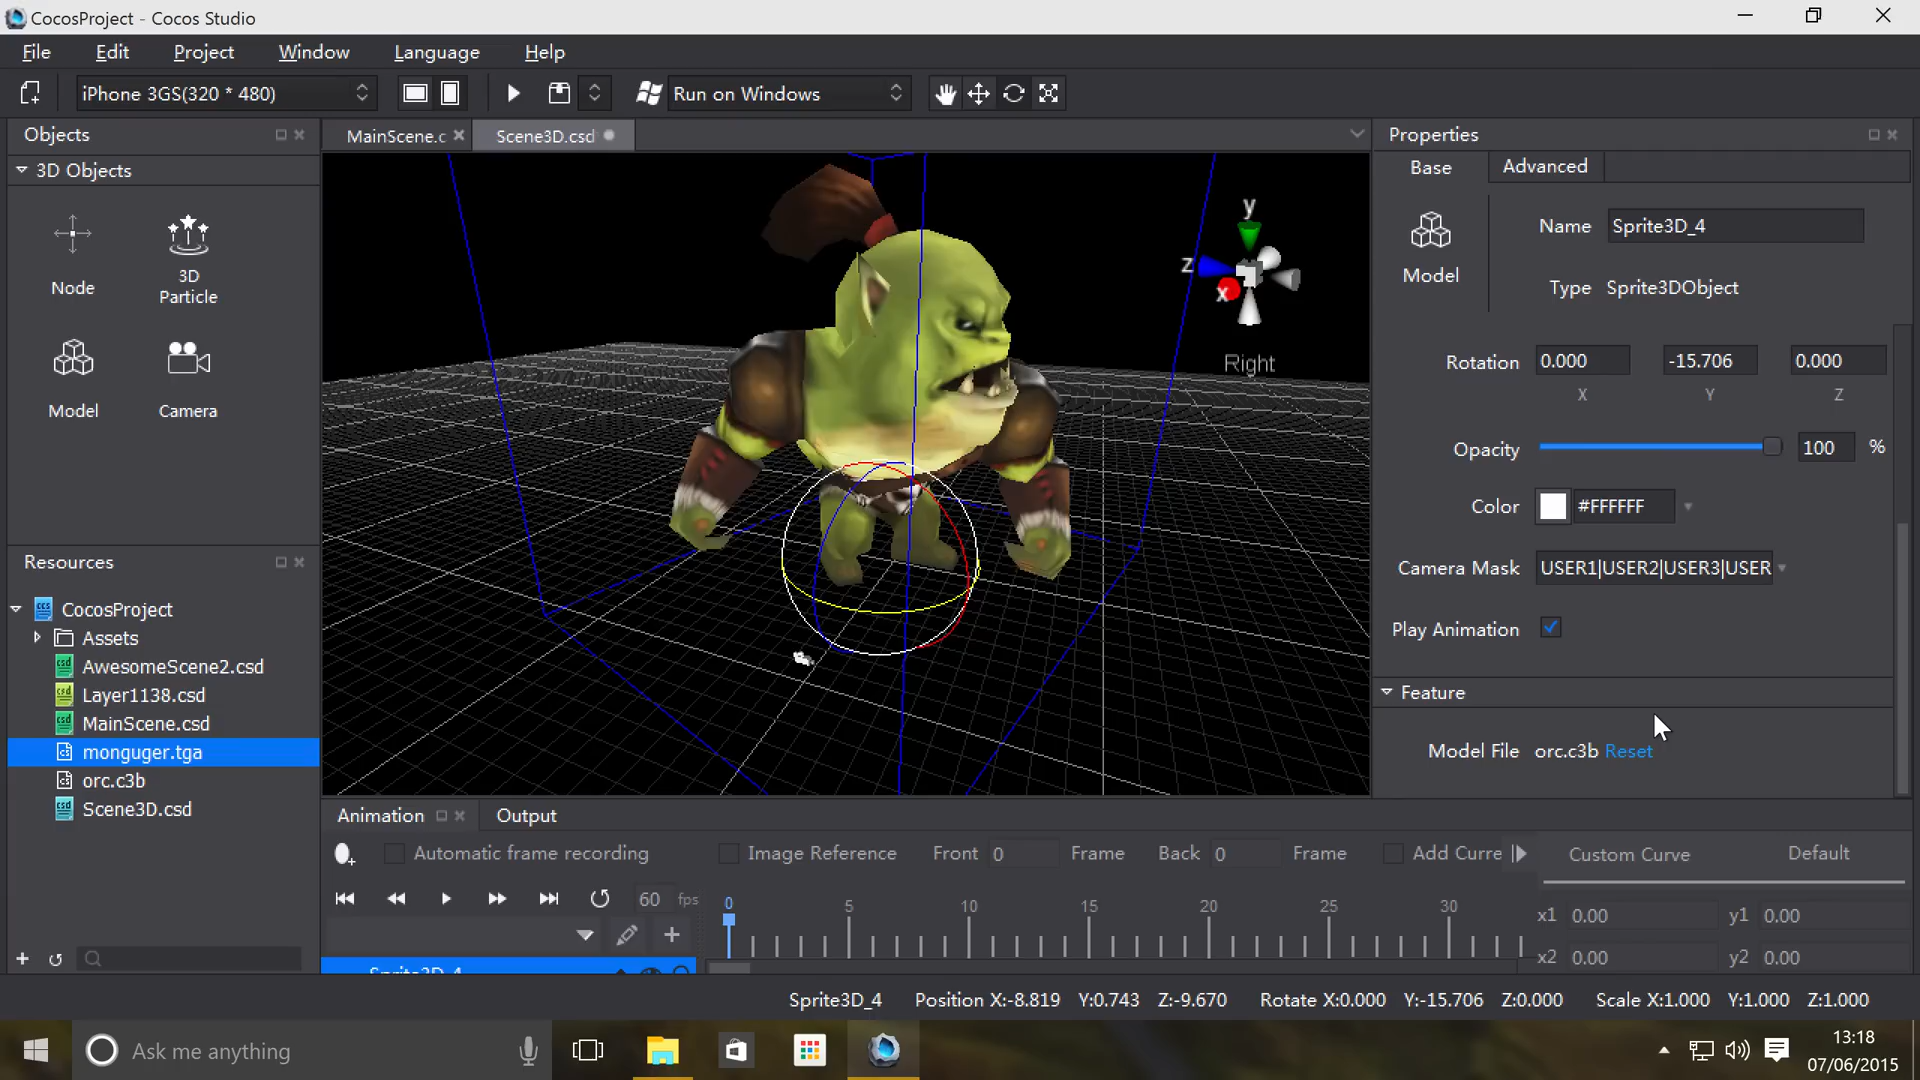 CocosProject - Cocos Studio
File Edit Project Window Language Help
iPhone 3GS(320 * 480) Run on Windows
Objects
3D Objects
Node
3D
Particle
Model
Camera
Resources
CocosProject
Assets
AwesomeScene2.csd
Layer1138.csd
MainScene.csd
monguger.tga
orc.c3b
Scene3D.csd
MainScene.c Scene3D.csd
y
z
x
Right
Properties
Base Advanced
Model
Name Sprite3D_4
Type Sprite3DObject
Rotation 0.000 -15.706 0.000
X Y Z
Opacity 100 %
Color #FFFFFF
Camera Mask USER1|USER2|USER3|USER
Play Animation
Feature
Model File orc.c3b Reset
Animation Output
Automatic frame recording Image Reference Front 0 Frame Back 0 Frame Add Curre Custom Curve Default
60 fps 0 5 10 15 20 25 30
x1 0.00 y1 0.00
x2 0.00 y2 0.00
Sprite3D_4
Sprite3D_4 Position X:-8.819 Y:0.743 Z:-9.670 Rotate X:0.000 Y:-15.706 Z:0.000 Scale X:1.000 Y:1.000 Z:1.000
Ask me anything
13:18
07/06/2015